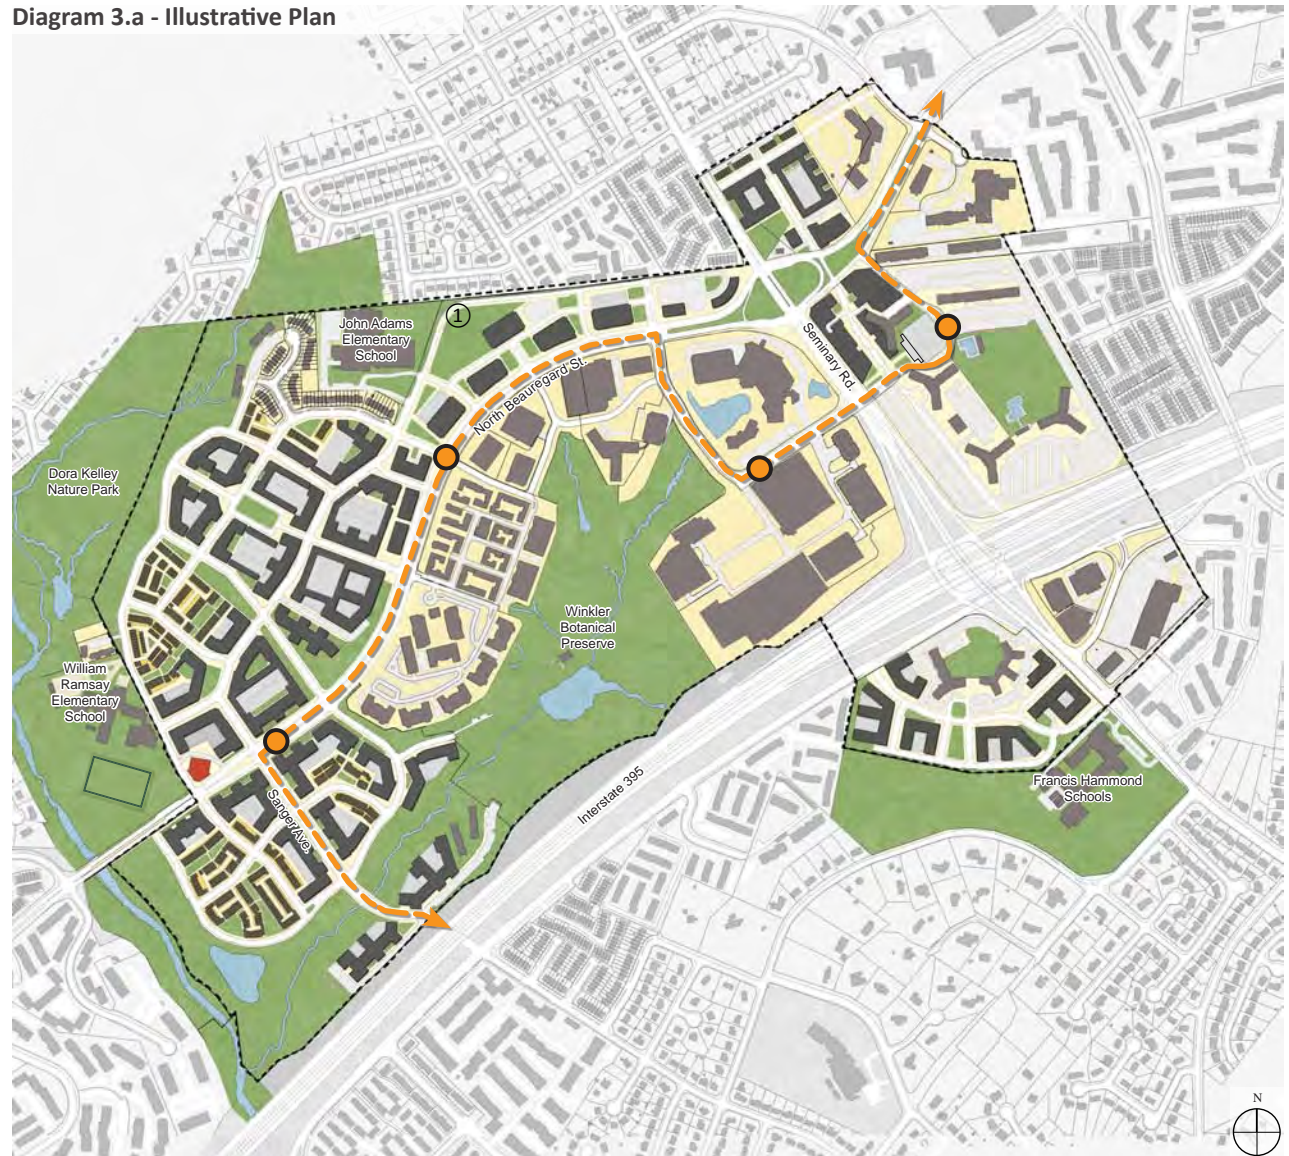 Diagram 3.a - Illustrative Plan
1
John Adams
Elementary
School
Seminary Rd.
North Beauregard St.
Dora Kelley
Nature Park
Winkler
Botanical
Preserve
William
Ramsay
Elementary
School
Interstate 395
Francis Hammond
Schools
Sanger Ave.
N